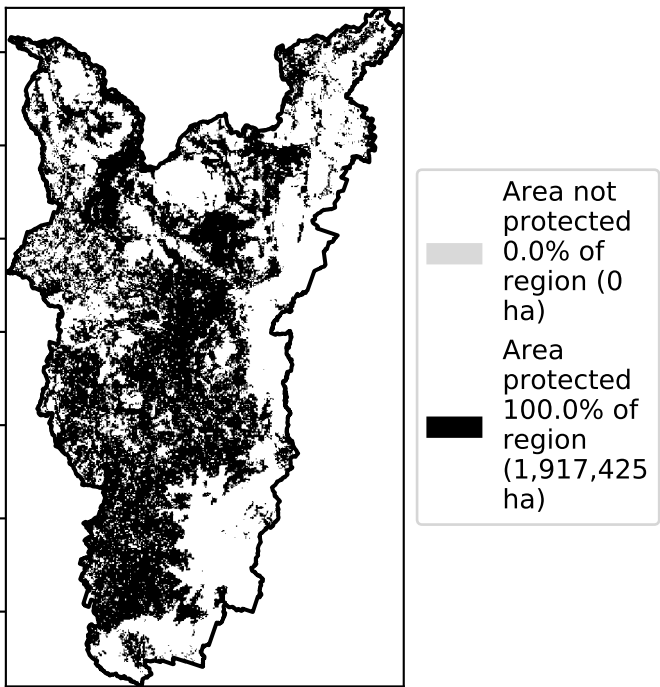 Area not
protected
0.0% of
region (0
ha)
Area
protected
100.0% of
region
(1,917,425
ha)